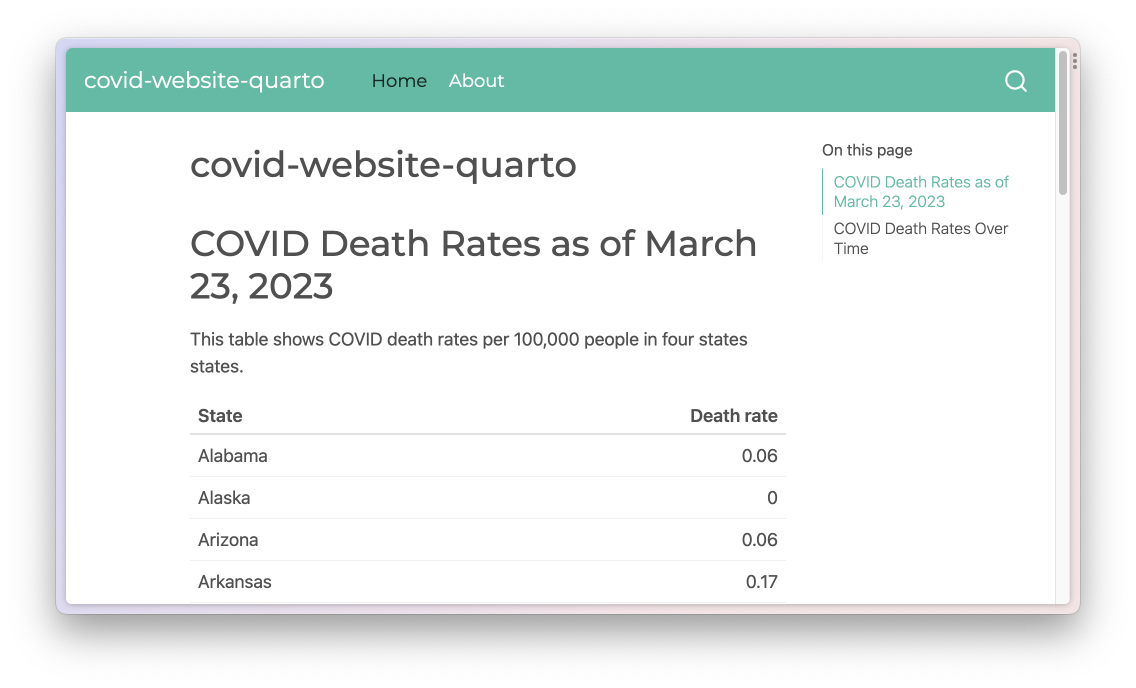 covid-website-quarto Home About
covid-website-quarto
COVID Death Rates as of March
23, 2023
This table shows COVID death rates per 100,000 people in four states
states.
State Death rate
Alabama 0.06
Alaska 0
Arizona 0.06
Arkansas 0.17
On this page
COVID Death Rates as of
March 23, 2023
COVID Death Rates Over
Time